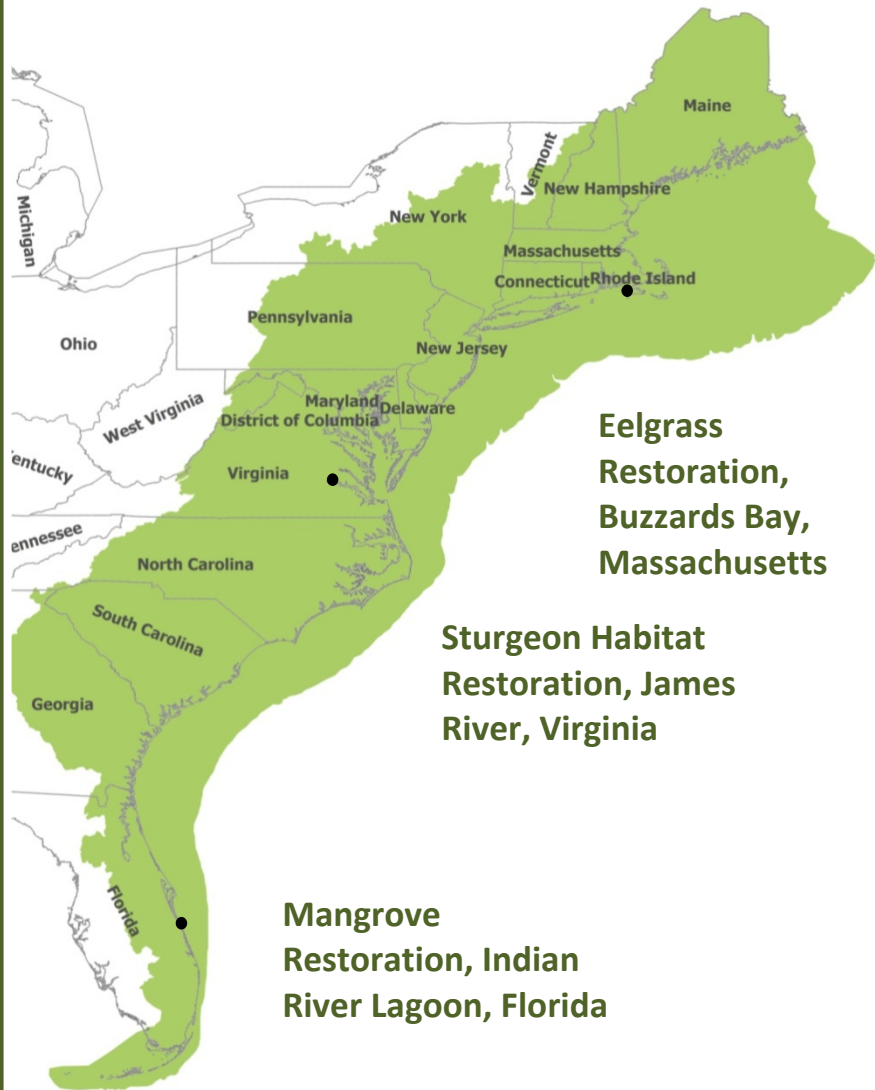 Maine
Vermont
New Hampshire
New York
Michigan
Massachusetts
Connecticut
Rhode Island
Pennsylvania
Ohio
New Jersey
Maryland
Delaware
West Virginia
District of Columbia
Eelgrass
Restoration,
Buzzards Bay,
Massachusetts
entucky
Virginia
ennessee
North Carolina
South Carolina
Sturgeon Habitat
Restoration, James
River, Virginia
Georgia
Florida
Mangrove
Restoration, Indian
River Lagoon, Florida